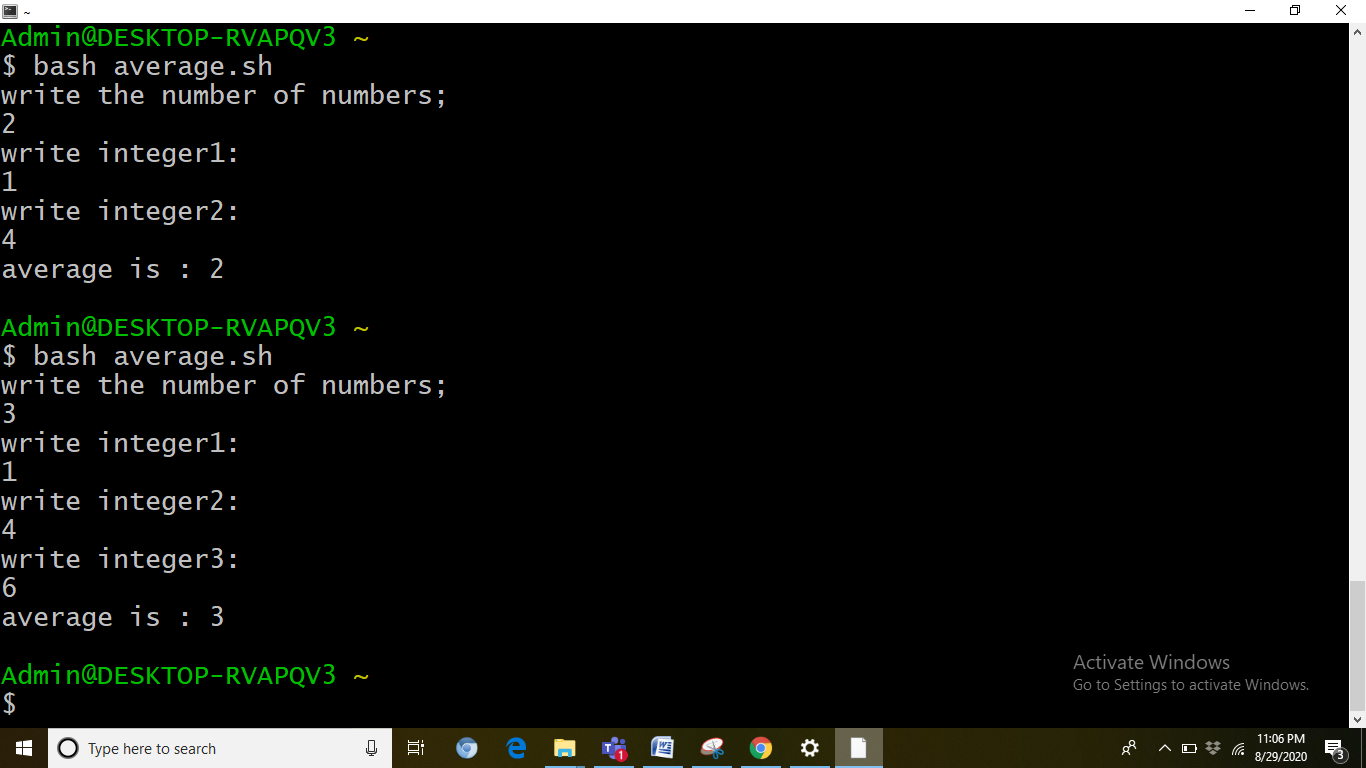 ~
Admin@DESKTOP-RVAPQV3 ~
$ bash average.sh
write the number of numbers;
2
write integer1:
1
write integer2:
4
average is : 2
Admin@DESKTOP-RVAPQV3 ~
$ bash average.sh
write the number of numbers;
3
write integer1:
1
write integer2:
4
write integer3:
6
average is : 3
Admin@DESKTOP-RVAPQV3 ~
$
Activate Windows
Go to Settings to activate Windows.
Type here to search
1
11:06 PM
8/29/2020
3